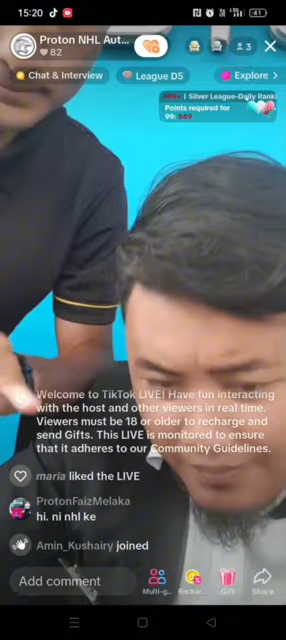 15:20
41
Proton NHL Aut...
82
3
Chat & Interview
League D5
Explore >
Silver League-Daily Rank
Points required for
99: 889
Welcome to TikTok LIVE! Have fun interacting
with the host and other viewers in real time.
Viewers must be 18 or older to recharge and
send Gifts. This LIVE is monitored to ensure
that it adheres to our Community Guidelines.
maria liked the LIVE
ProtonFaizMelaka
hi. ni nhl ke
Amin_Kushairy joined
Add comment
Multi-g...
Rechar...
Gift
Share